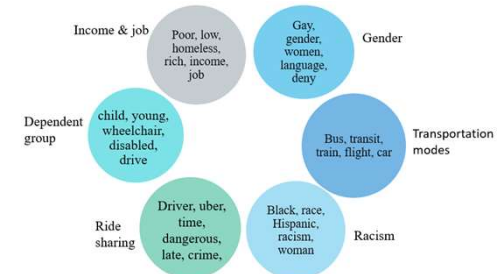 Income & job
Poor, low,
homeless,
rich, income,
job
Gay,
gender,
women,
language,
deny
Gender
Dependent
group
child, young,
wheelchair,
disabled,
drive
Bus, transit,
train, flight, car
Transportation
modes
Ride
sharing
Driver, uber,
time,
dangerous,
late, crime,
Black, race,
Hispanic,
racism,
woman
Racism